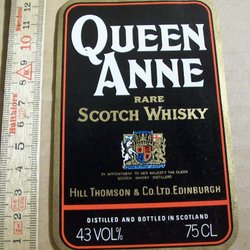 QUEEN
ANNE
RARE
SCOTCH WHISKY
BY APPOINTMENT TO HER MAJESTY THE QUEEN
SCOTCH WHISKY DISTILLERS
HILL THOMSON & CO. LTD. EDINBURGH
DISTILLED AND BOTTLED IN SCOTLAND
43 VOL% 75 CL